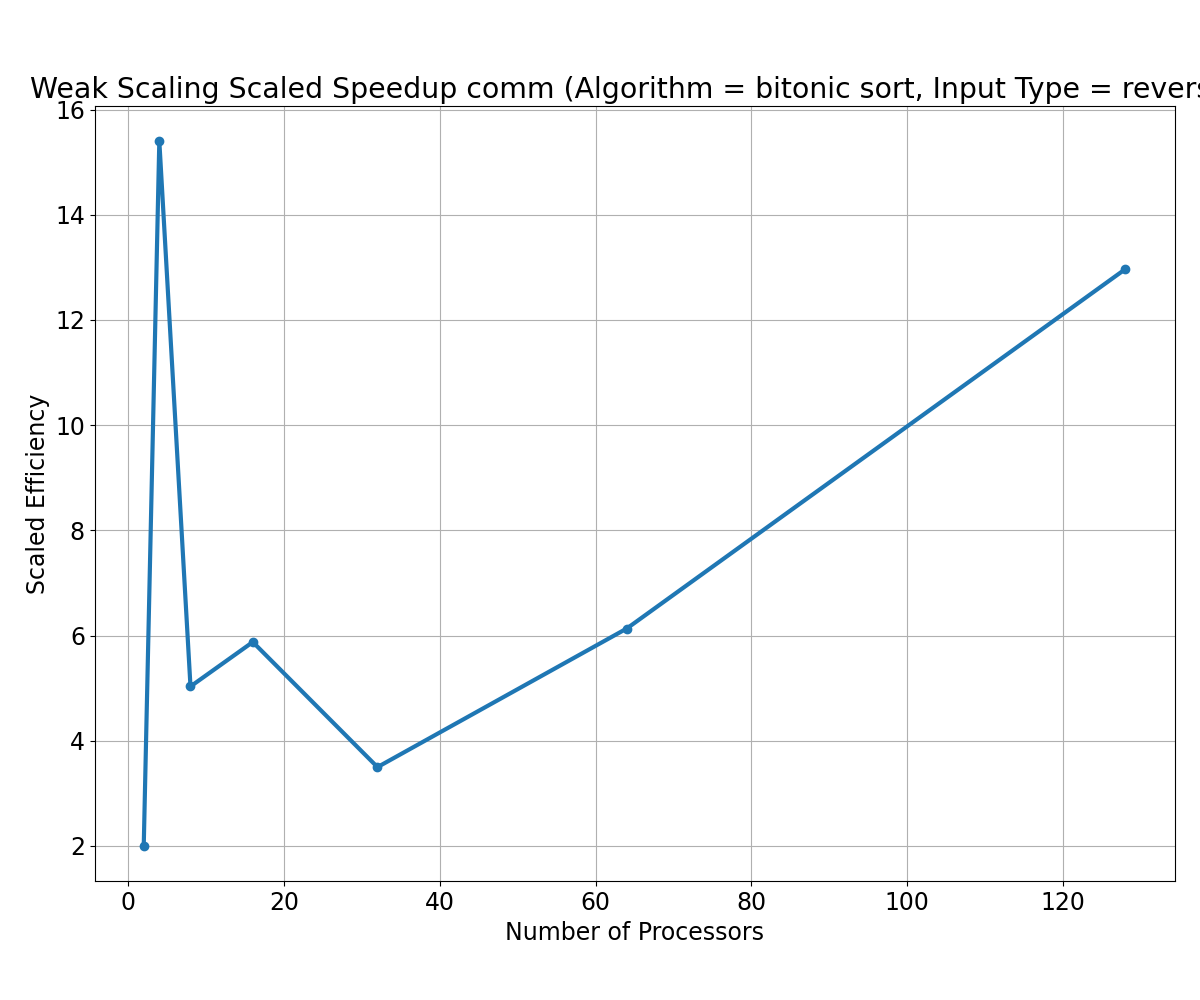 Weak Scaling Scaled Speedup comm (Algorithm = bitonic sort, Input Type = revers
16
14
12
10
8
6
4
2
Scaled Efficiency
0 20 40 60 80 100 120
Number of Processors